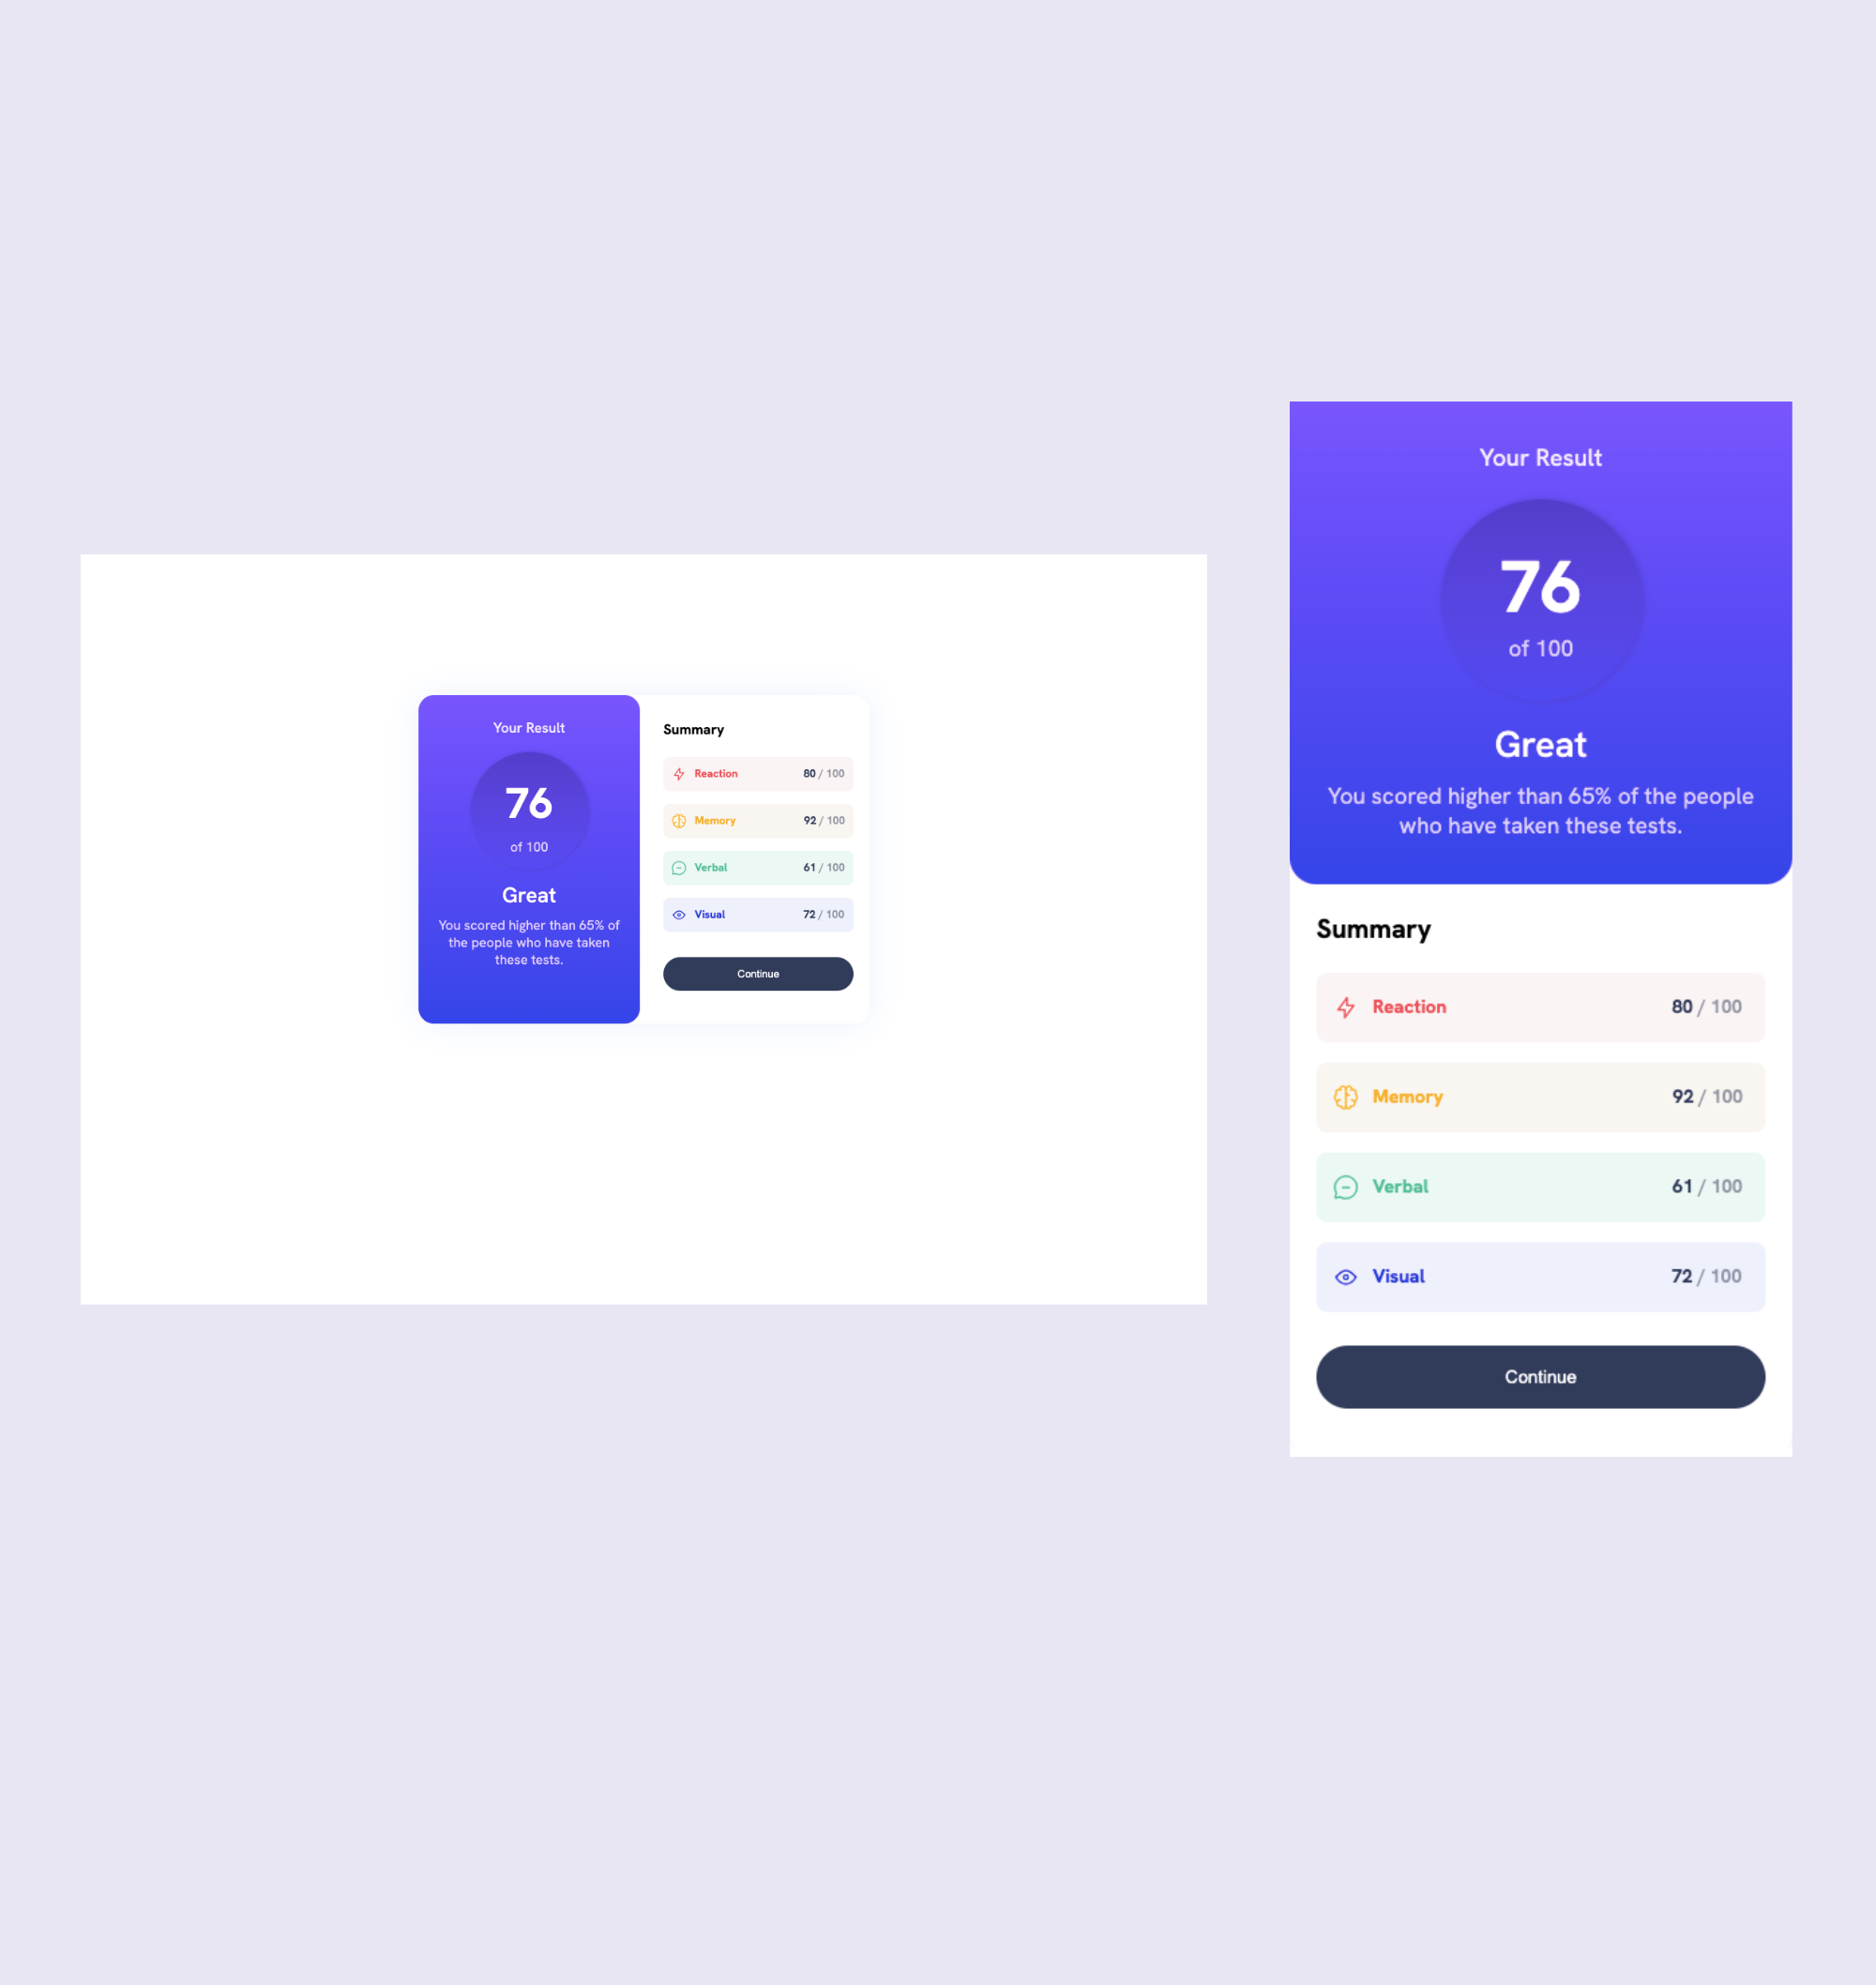 Your Result
76
of 100
Great
You scored higher than 65% of
the people who have taken
these tests.
Summary
Reaction 80 / 100
Memory 92 / 100
Verbal 61 / 100
Visual 72 / 100
Continue
Your Result
76
of 100
Great
You scored higher than 65% of the people
who have taken these tests.
Summary
Reaction 80 / 100
Memory 92 / 100
Verbal 61 / 100
Visual 72 / 100
Continue